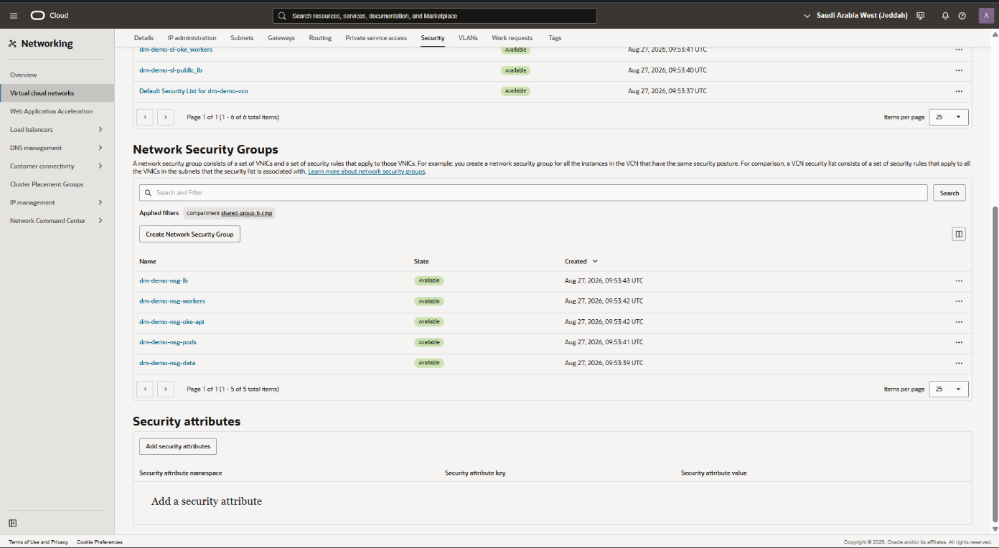 Cloud
Search resources, services, documentation, and Marketplace
Saudi Arabia West (Jeddah)
Networking
Overview
Virtual cloud networks
Web Application Acceleration
Load balancers
DNS management
Customer connectivity
Cluster Placement Groups
IP management
Network Command Center
Details IP administration Subnets Gateways Routing Private service access Security VLANs Work requests Tags
dm-demo-sl-oke_workers Available Aug 27, 2026, 09:53:41 UTC
dm-demo-sl-public_lb Available Aug 27, 2026, 09:53:40 UTC
Default Security List for dm-demo-vcn Available Aug 27, 2026, 09:53:37 UTC
Page 1 of 1 (1 - 6 of 6 total items) Items per page 25
Network Security Groups
A network security group consists of a set of VNICs and a set of security rules that apply to those VNICs. For example: you create a network security group for all the instances in the VCN that have the same security posture. For comparison, a VCN security list consists of a set of security rules that apply to all
the VNICs in the subnets that the security list is associated with. Learn more about network security groups.
Search and Filter Search
Applied filters Compartment shared-group-b-cmp
Create Network Security Group
Name State Created
dm-demo-nsg-lb Available Aug 27, 2026, 09:53:43 UTC
dm-demo-nsg-workers Available Aug 27, 2026, 09:53:42 UTC
dm-demo-nsg-oke-api Available Aug 27, 2026, 09:53:42 UTC
dm-demo-nsg-pods Available Aug 27, 2026, 09:53:41 UTC
dm-demo-nsg-data Available Aug 27, 2026, 09:53:39 UTC
Page 1 of 1 (1 - 5 of 5 total items) Items per page 25
Security attributes
Add security attributes
Security attribute namespace Security attribute key Security attribute value
Add a security attribute
Terms of Use and Privacy Cookie Preferences Copyright © 2026, Oracle and/or its affiliates. All rights reserved.